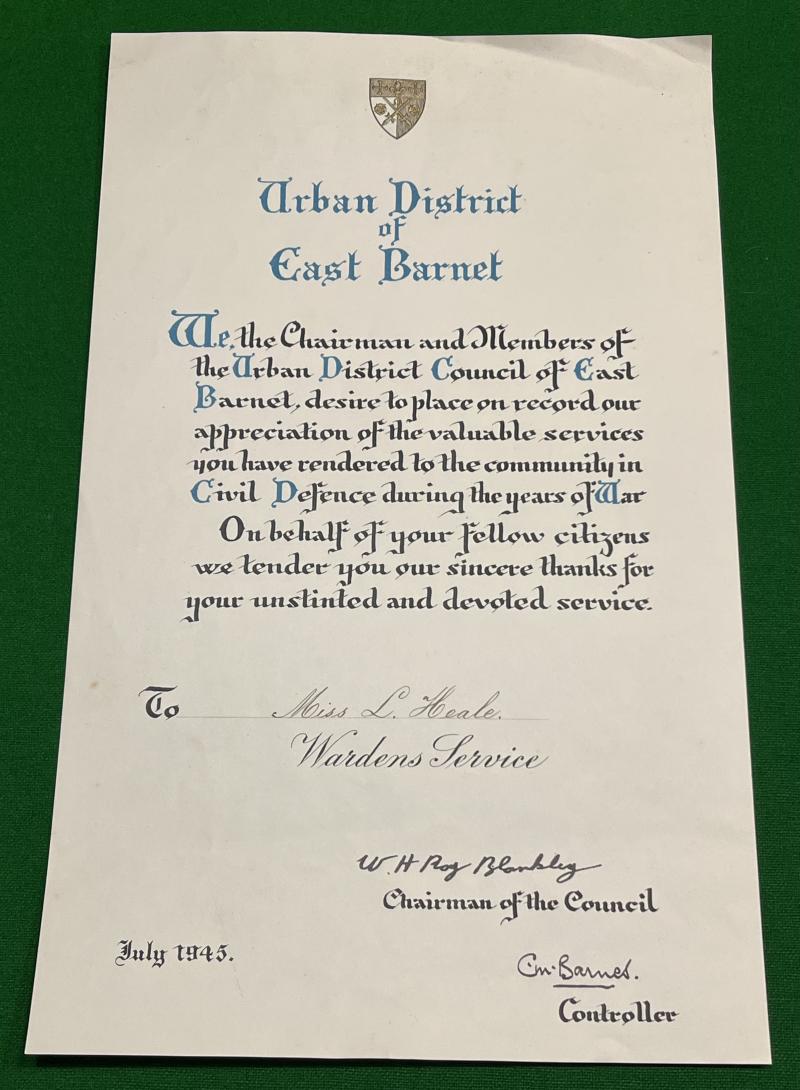 Urban District
of
East Barnet
We, the Chairman and Members of
the Urban District Council of East
Barnet, desire to place on record our
appreciation of the valuable services
you have rendered to the community in
Civil Defence during the years of War
On behalf of your fellow citizens
we tender you our sincere thanks for
your unstinted and devoted service.
To Miss L. Heale.
Wardens Service
W. H Roy Blankley
Chairman of the Council
July 1945.
C.M. Barnes.
Controller